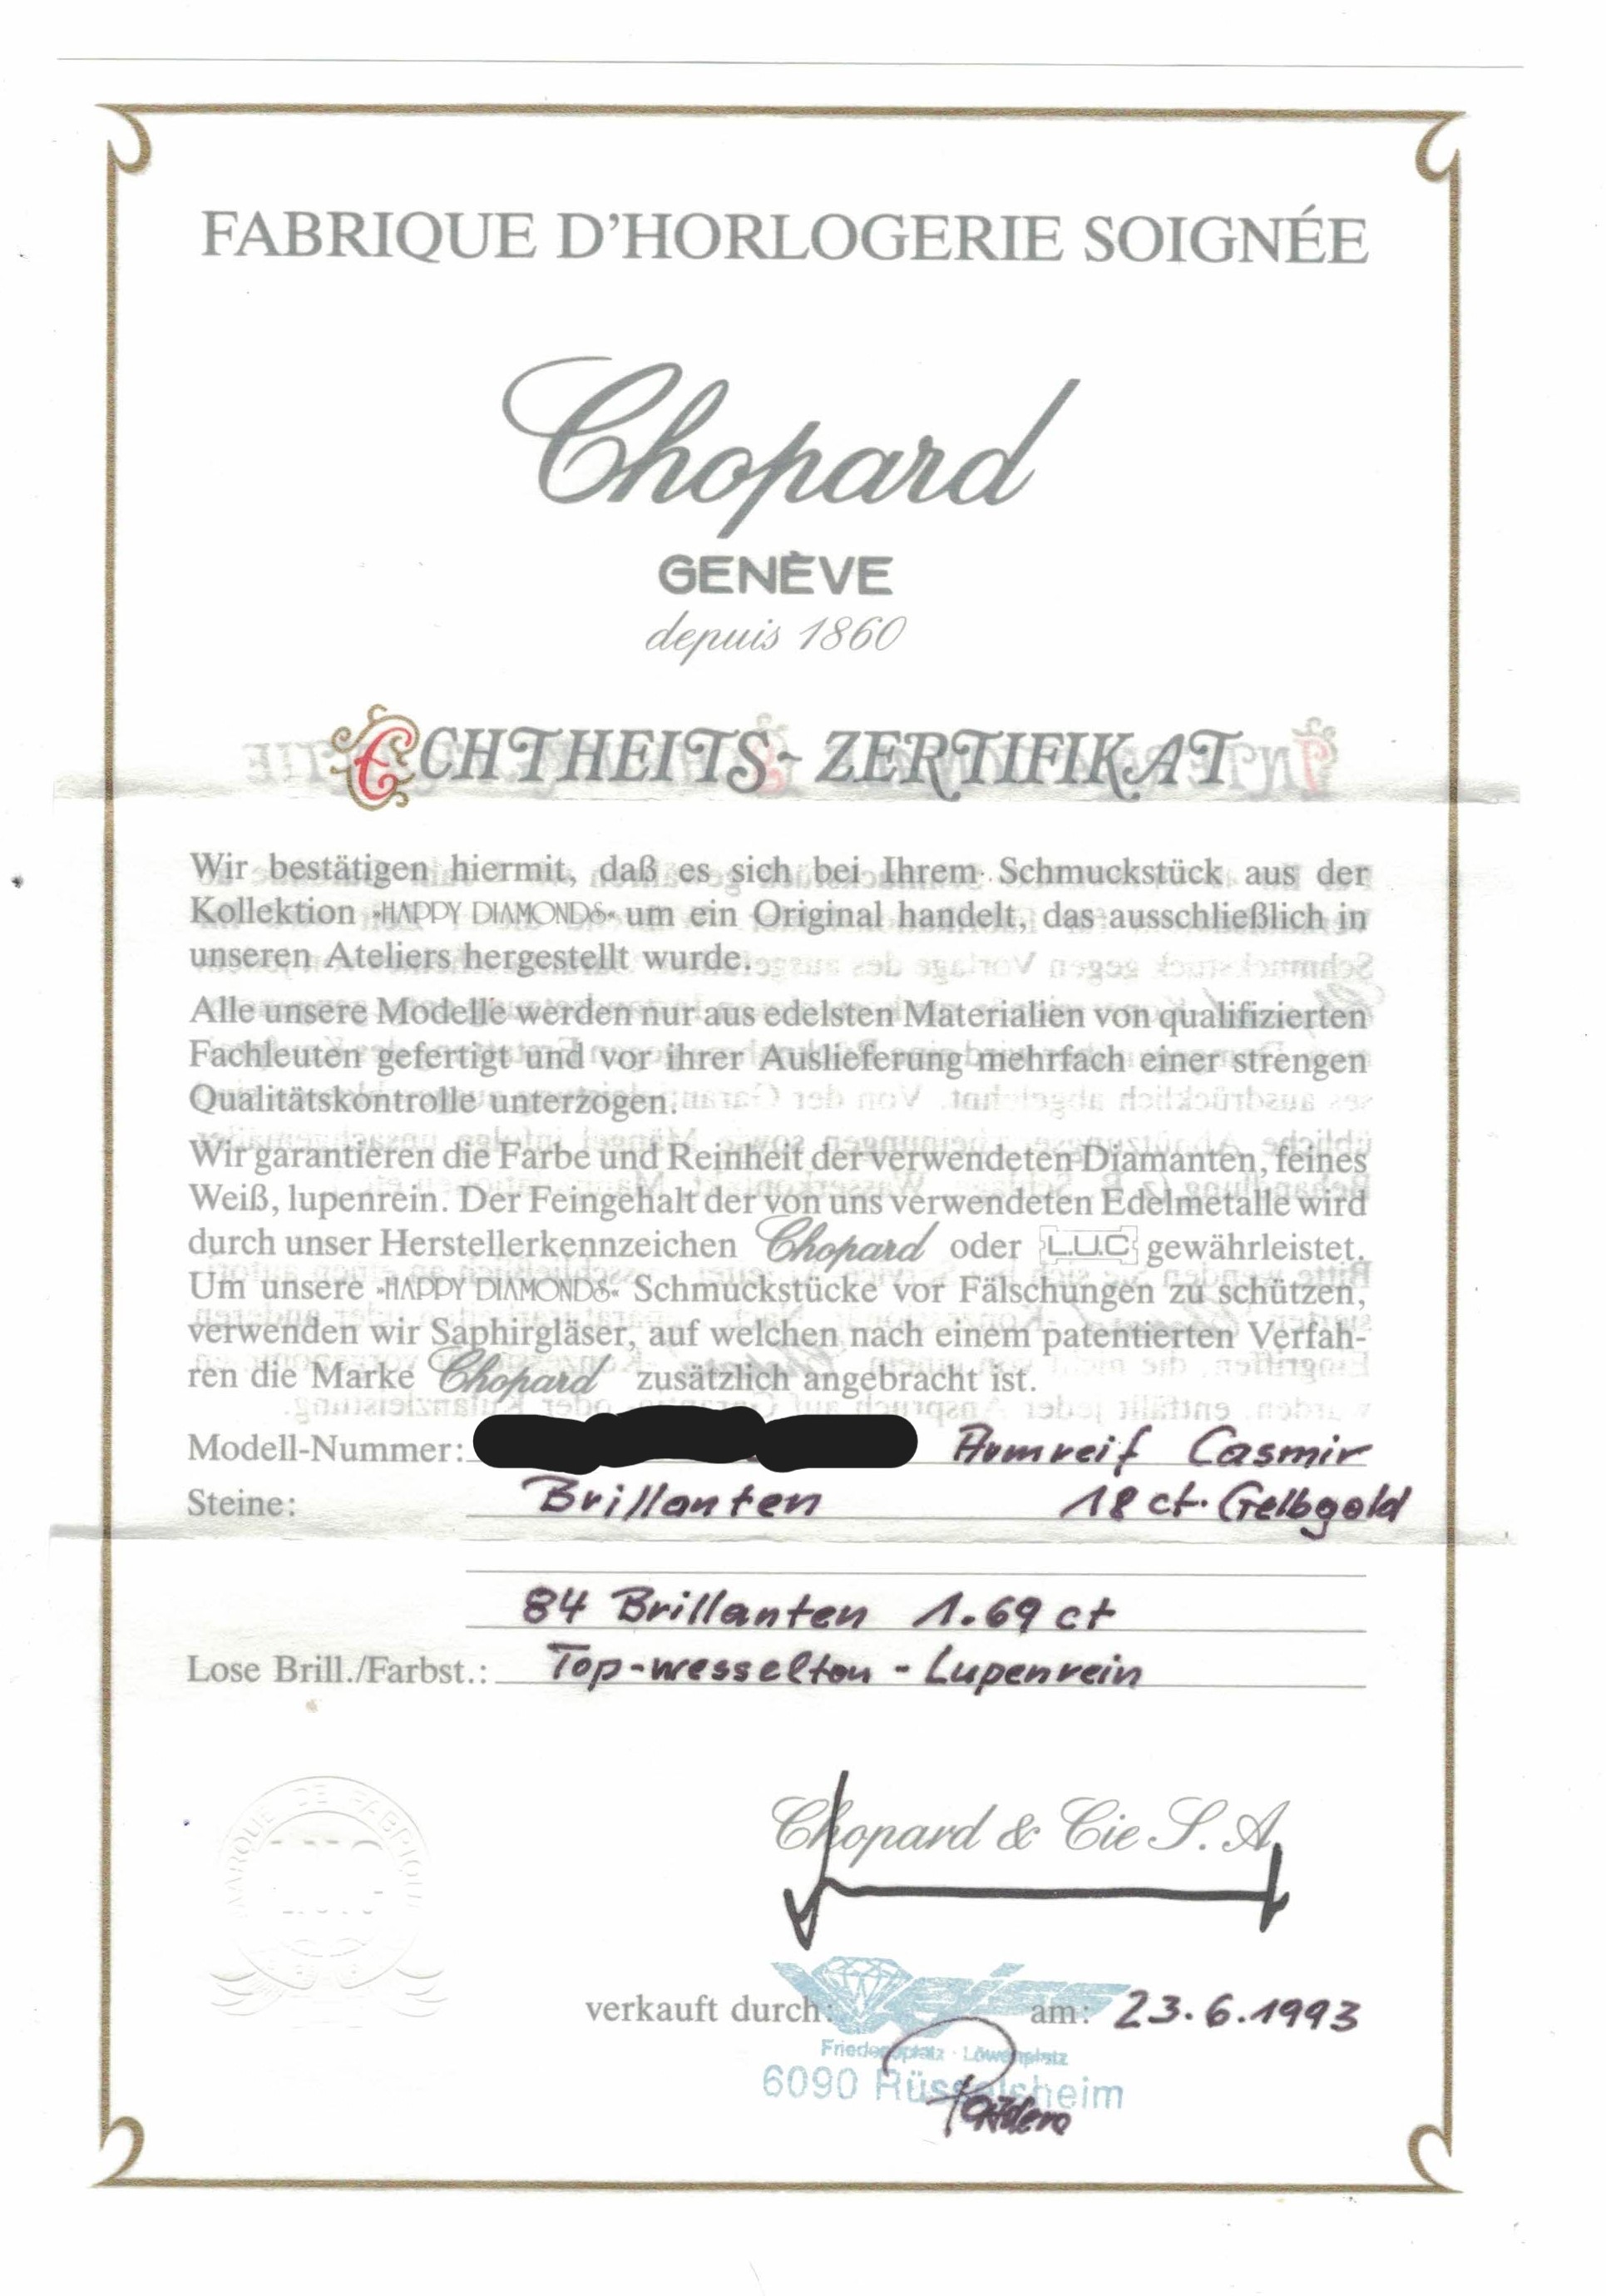 FABRIQUE D'HORLOGERIE SOIGNÉE
Chopard
GENÈVE
depuis 1860
ECHTHEITS-ZERTIFIKAT
Wir bestätigen hiermit, daß es sich bei Ihrem Schmuckstück aus der
Kollektion »HAPPY DIAMONDS« um ein Original handelt, das ausschließlich in
unseren Ateliers hergestellt wurde.
Alle unsere Modelle werden nur aus edelsten Materialien von qualifizierten
Fachleuten gefertigt und vor ihrer Auslieferung mehrfach einer strengen
Qualitätskontrolle unterzogen.
Wir garantieren die Farbe und Reinheit der verwendeten Diamanten, feines
Weiß, lupenrein. Der Feingehalt der von uns verwendeten Edelmetalle wird
durch unser Herstellerkennzeichen Chopard oder L.U.C gewährleistet.
Um unsere »HAPPY DIAMONDS« Schmuckstücke vor Fälschungen zu schützen,
verwenden wir Saphirgläser, auf welchen nach einem patentierten Verfah-
ren die Marke Chopard zusätzlich angebracht ist.
Modell-Nummer: Armreif Casmir
Steine: Brillanten 18 ct. Gelbgold
84 Brillanten 1.69 ct
Lose Brill./Farbst.: Top-wesselton - Lupenrein
MARQUE DE FABRIQUE
Chopard & Cie S.A.
verkauft durch: am: 23.6.1993
Friedensplatz · Löwenplatz
6090 Rüsselsheim